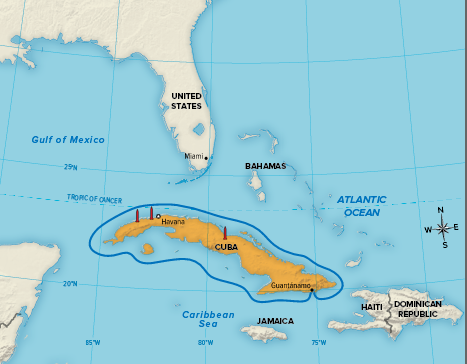 UNITED
STATES
Gulf of Mexico
Miami
BAHAMAS
29°N
TROPIC OF CANCER
ATLANTIC
OCEAN
N
W
E
S
Havana
CUBA
20°N
Guantánamo
HAITI
DOMINICAN
REPUBLIC
Caribbean
Sea
JAMAICA
85°W
80°W
75°W